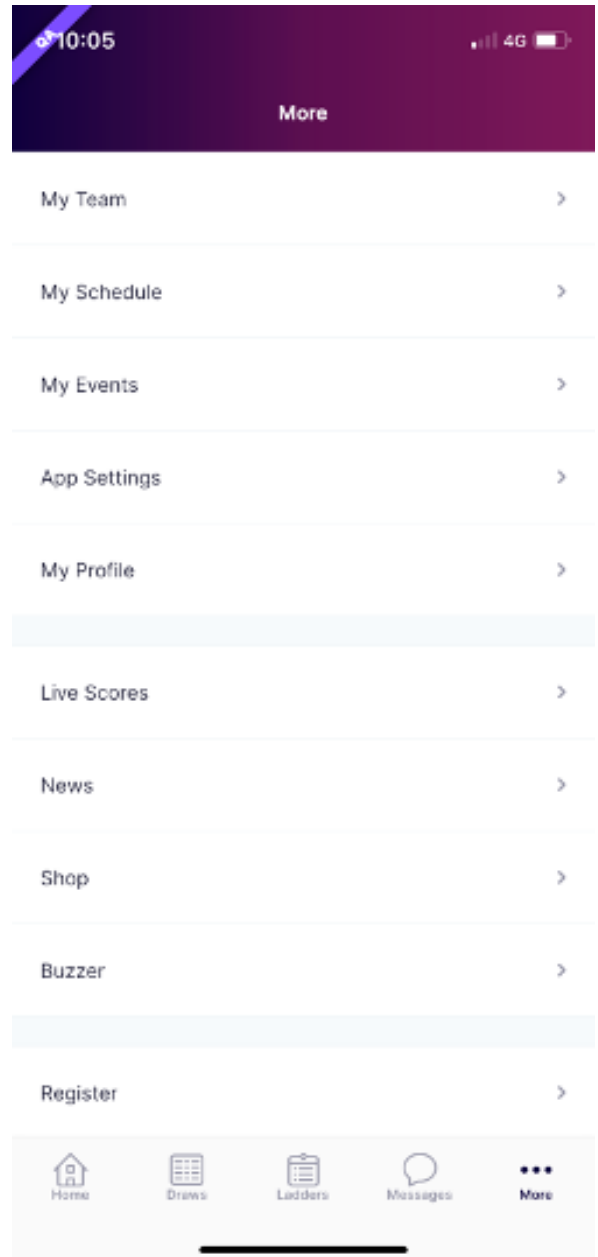 10:05
4G
More
My Team
My Schedule
My Events
App Settings
My Profile
Live Scores
News
Shop
Buzzer
Register
Home Draws Ladders Messages More